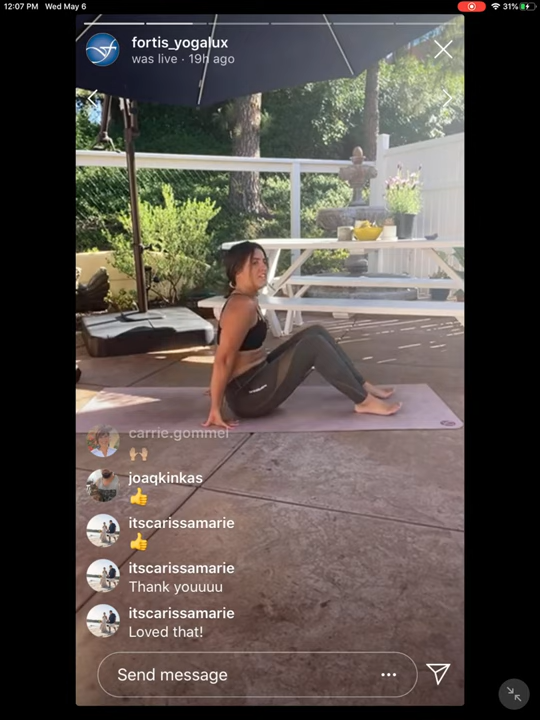 12:07 PM Wed May 6
31%
fortis_yogalux
was live · 19h ago
carrie.gommel
🙌🏼
joaqkinkas
👍
itscarissamarie
👍
itscarissamarie
Thank youuuu
itscarissamarie
Loved that!
Send message